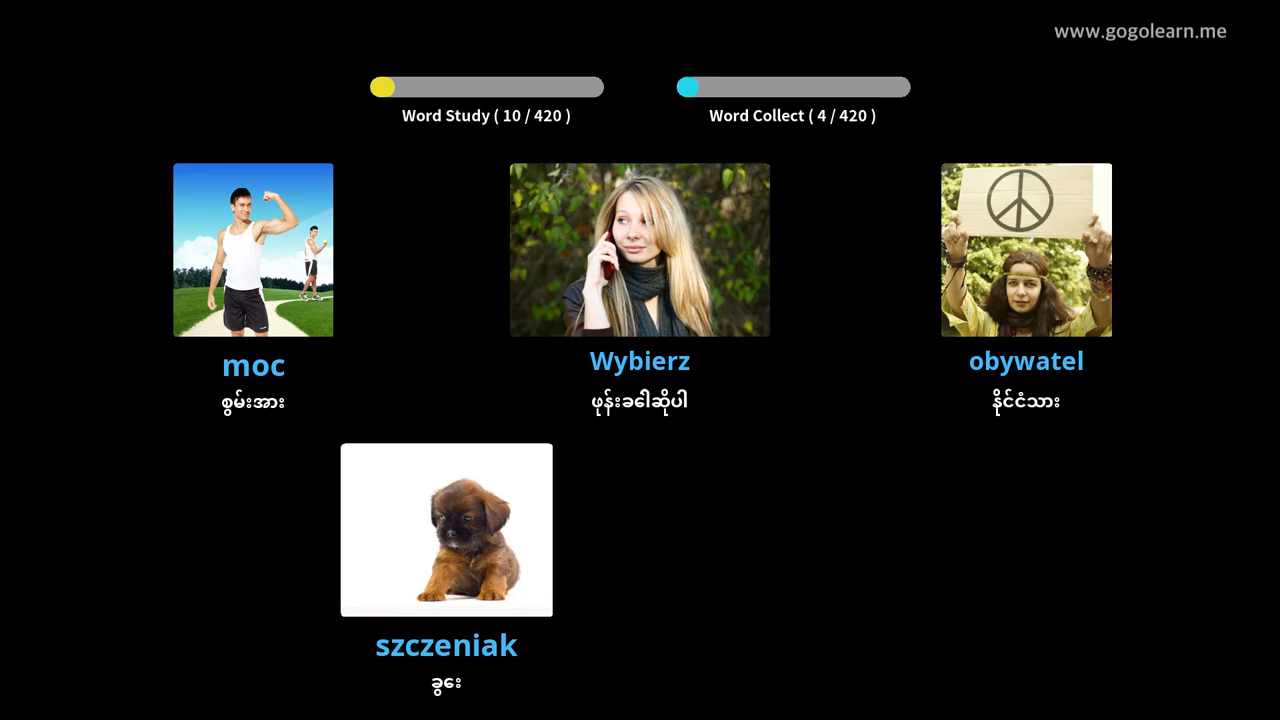 www.gogolearn.me
Word Study ( 10 / 420 )
Word Collect ( 4 / 420 )
moc
စွမ်းအား
Wybierz
ဖုန်းခေါ်ဆိုပါ
obywatel
နိုင်ငံသား
szczeniak
ခွေး